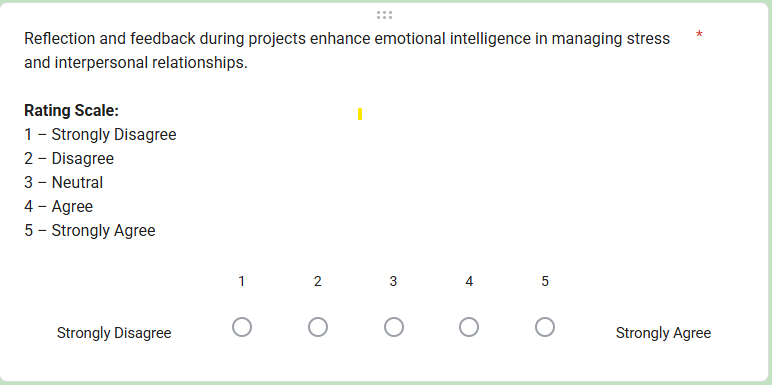 Reflection and feedback during projects enhance emotional intelligence in managing stress *
and interpersonal relationships.
Rating Scale:
1 – Strongly Disagree
2 – Disagree
3 – Neutral
4 – Agree
5 – Strongly Agree
1 2 3 4 5
Strongly Disagree Strongly Agree